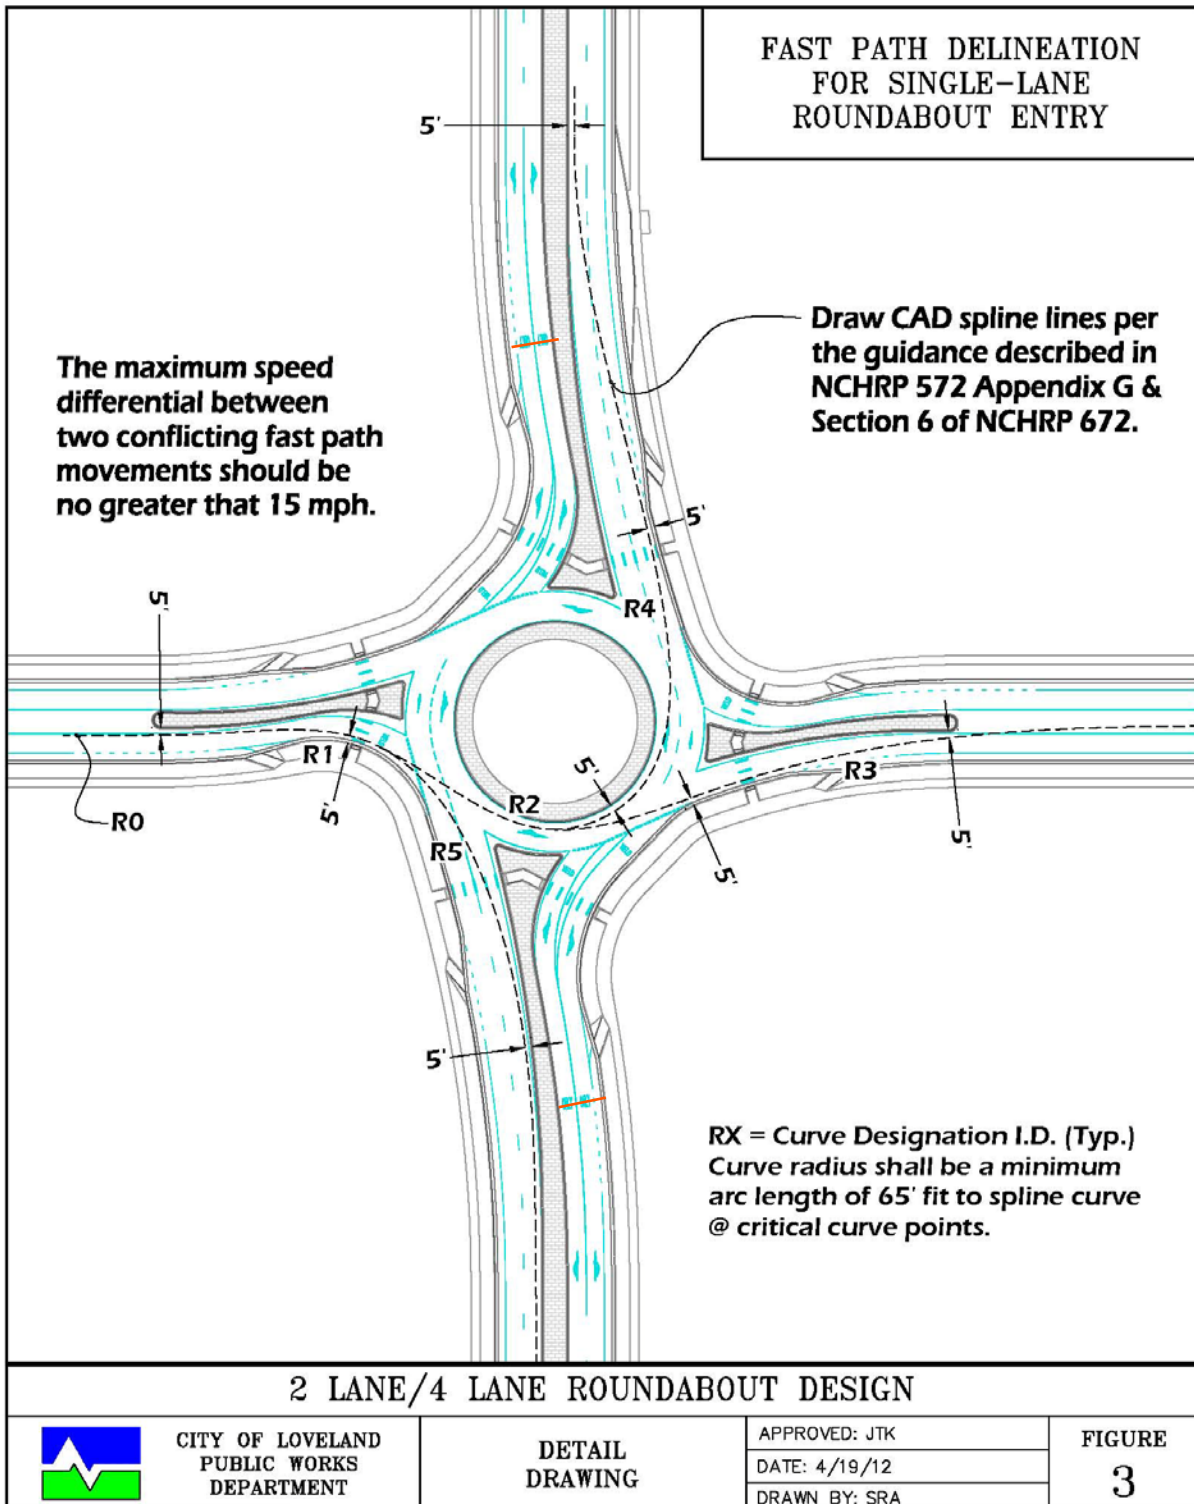 FAST PATH DELINEATION
FOR SINGLE-LANE
ROUNDABOUT ENTRY
5'
Draw CAD spline lines per
the guidance described in
NCHRP 572 Appendix G &
Section 6 of NCHRP 672.
The maximum speed
differential between
two conflicting fast path
movements should be
no greater that 15 mph.
5'
5'
R4
R1
5'
R3
R2
5'
R0
5'
R5
5'
5'
RX = Curve Designation I.D. (Typ.)
Curve radius shall be a minimum
arc length of 65' fit to spline curve
@ critical curve points.
2 LANE/4 LANE ROUNDABOUT DESIGN
CITY OF LOVELAND
PUBLIC WORKS
DEPARTMENT
DETAIL
DRAWING
APPROVED: JTK
DATE: 4/19/12
DRAWN BY: SRA
FIGURE
3